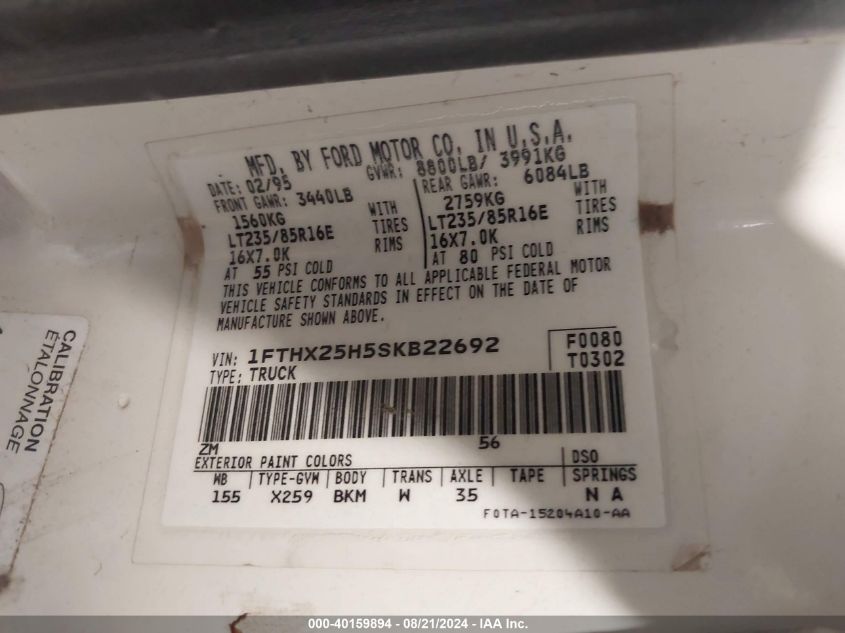 MFD. BY FORD MOTOR CO. IN U.S.A.
DATE: 02/95 GVWR: 8800LB/ 3991KG
FRONT GAWR: 3440LB REAR GAWR: 6084LB
1560KG WITH 2759KG WITH
LT235/85R16E TIRES LT235/85R16E TIRES
16X7.0K RIMS 16X7.0K RIMS
AT 55 PSI COLD AT 80 PSI COLD
THIS VEHICLE CONFORMS TO ALL APPLICABLE FEDERAL MOTOR
VEHICLE SAFETY STANDARDS IN EFFECT ON THE DATE OF
MANUFACTURE SHOWN ABOVE.
VIN: 1FTHX25H5SKB22692 F0080
TYPE: TRUCK T0302
ZM 56
EXTERIOR PAINT COLORS DSO
WB TYPE-GVW BODY TRANS AXLE TAPE SPRINGS
155 X259 BKM W 35 N A
F0TA-15204A10-AA
CALIBRATION
ÉTALONNAGE
000-40159894 - 08/21/2024 - IAA Inc.